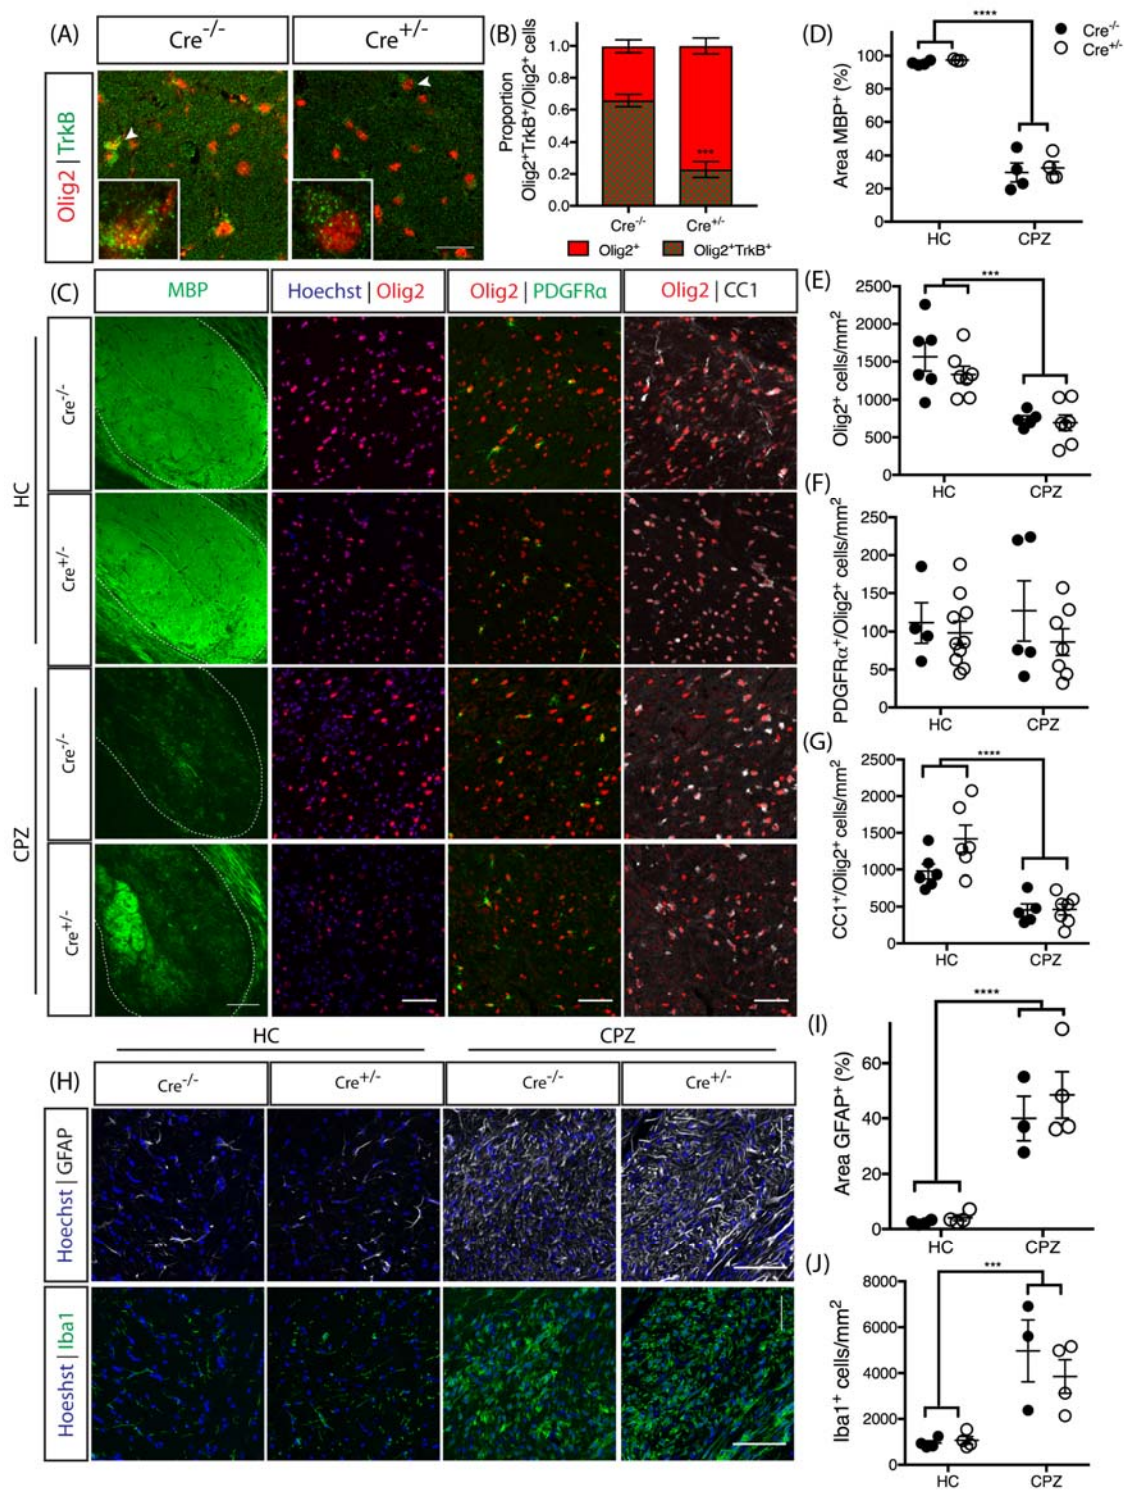 (A)
Cre-/-
Cre+/-
Olig2 | TrkB
(B)
Proportion
Olig2+TrkB+/Olig2+ cells
1.0
0.8
0.6
0.4
0.2
0.0
***
Cre-/-
Cre+/-
Olig2+
Olig2+TrkB+
(D)
****
Cre-/-
Cre+/-
Area MBP+ (%)
100
80
60
40
20
0
HC
CPZ
(C)
MBP
Hoechst | Olig2
Olig2 | PDGFRα
Olig2 | CC1
HC
Cre-/-
Cre+/-
CPZ
Cre-/-
Cre+/-
(E)
***
Olig2+ cells/mm2
2500
2000
1500
1000
500
0
HC
CPZ
(F)
PDGFRα+/Olig2+ cells/mm2
250
200
150
100
50
0
HC
CPZ
(G)
****
CC1+/Olig2+ cells/mm2
2500
2000
1500
1000
500
0
HC
CPZ
(H)
HC
CPZ
Cre-/-
Cre+/-
Cre-/-
Cre+/-
Hoechst | GFAP
Hoeshst | Iba1
(I)
****
Area GFAP+ (%)
60
40
20
0
HC
CPZ
(J)
***
Iba1+ cells/mm2
8000
6000
4000
2000
0
HC
CPZ